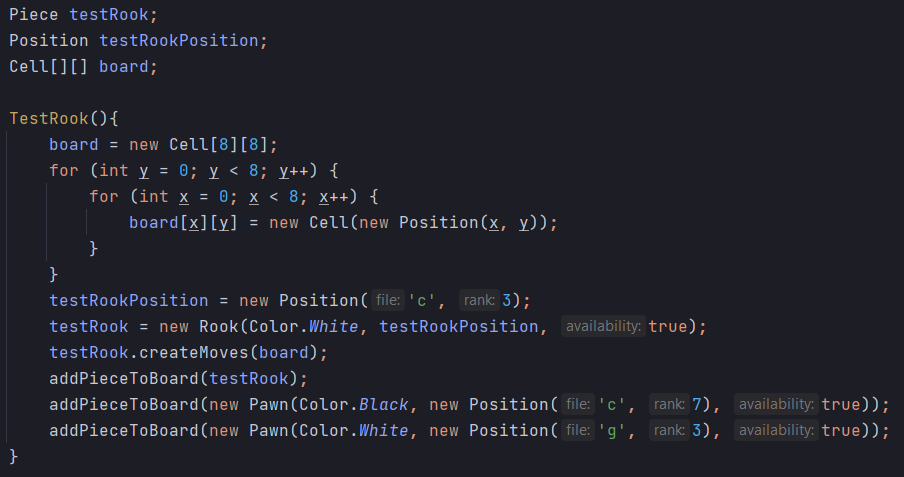 Piece testRook;
Position testRookPosition;
Cell[][] board;

TestRook(){
    board = new Cell[8][8];
    for (int y = 0; y < 8; y++) {
        for (int x = 0; x < 8; x++) {
            board[x][y] = new Cell(new Position(x, y));
        }
    }
    testRookPosition = new Position( file: 'c', rank: 3);
    testRook = new Rook(Color.White, testRookPosition, availability: true);
    testRook.createMoves(board);
    addPieceToBoard(testRook);
    addPieceToBoard(new Pawn(Color.Black, new Position( file: 'c', rank: 7), availability: true));
    addPieceToBoard(new Pawn(Color.White, new Position( file: 'g', rank: 3), availability: true));
}